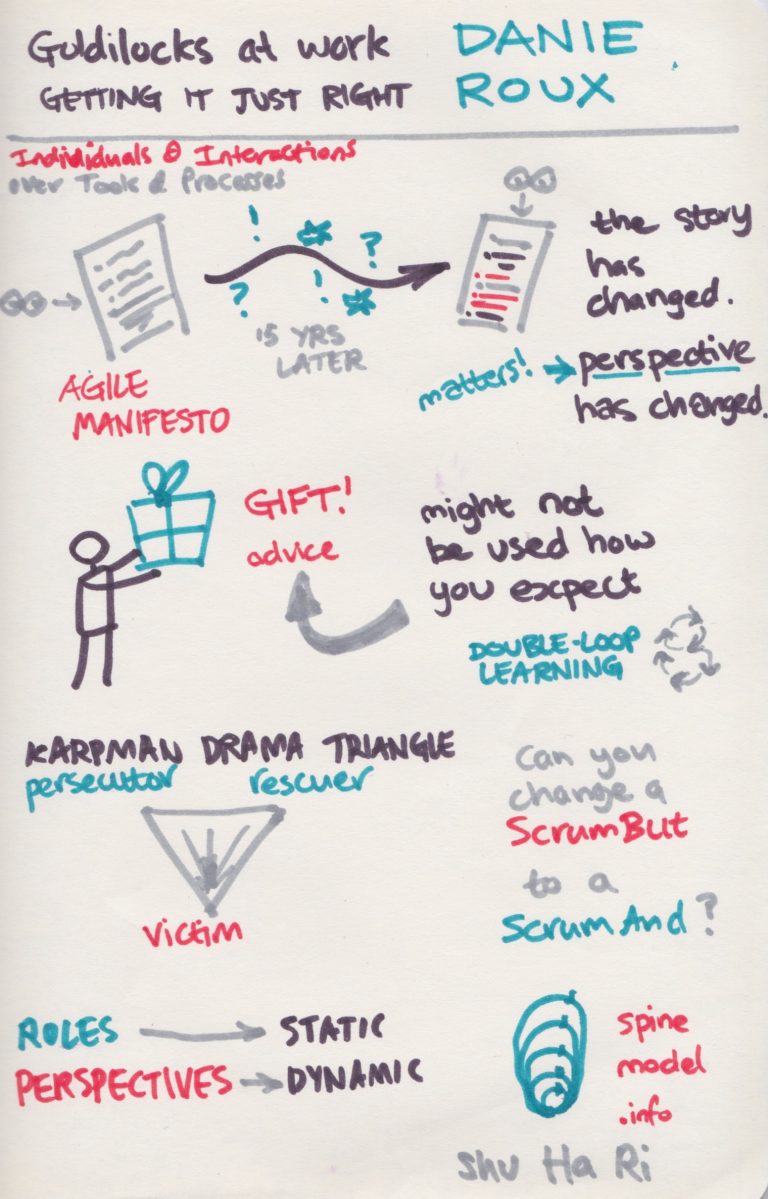 Goldilocks at work
GETTING IT JUST RIGHT
DANIE
ROUX
Individuals & Interactions
over Tools & Processes
! * ?
? ! *
15 YRS
LATER
AGILE
MANIFESTO
the story
has
changed.
matters!
perspective
has changed.
GIFT!
advice
might not
be used how
you expect
DOUBLE-LOOP
LEARNING
KARPMAN DRAMA TRIANGLE
persecutor rescuer
victim
can you
change a
ScrumBut
to a
ScrumAnd?
ROLES STATIC
PERSPECTIVES DYNAMIC
spine
model
.info
Shu Ha Ri